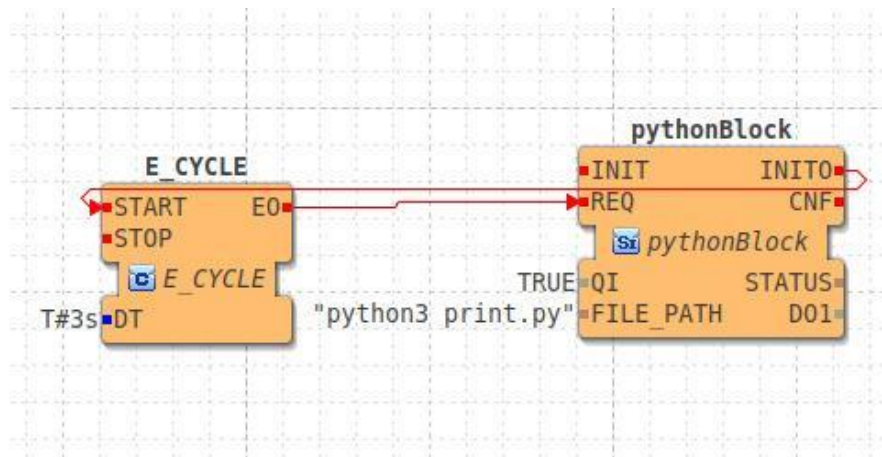 E_CYCLE
START EO
STOP
E_CYCLE
T#3s DT
pythonBlock
INIT INITO
REQ CNF
Si pythonBlock
TRUE QI STATUS
"python3 print.py" FILE_PATH DO1